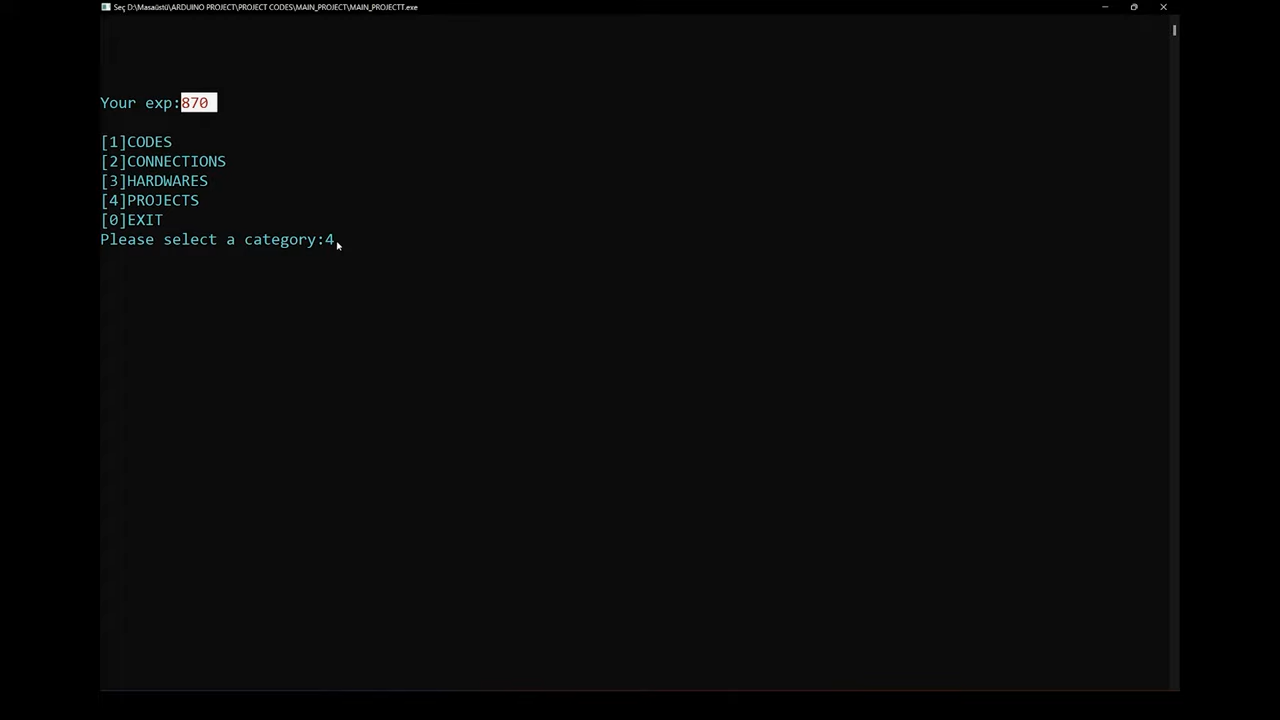 Seç D:\Masaüstü\ARDUINO PROJECT\PROJECT CODES\MAIN_PROJECT\MAIN_PROJECTT.exe
Your exp:870
[1]CODES
[2]CONNECTIONS
[3]HARDWARES
[4]PROJECTS
[0]EXIT
Please select a category:4